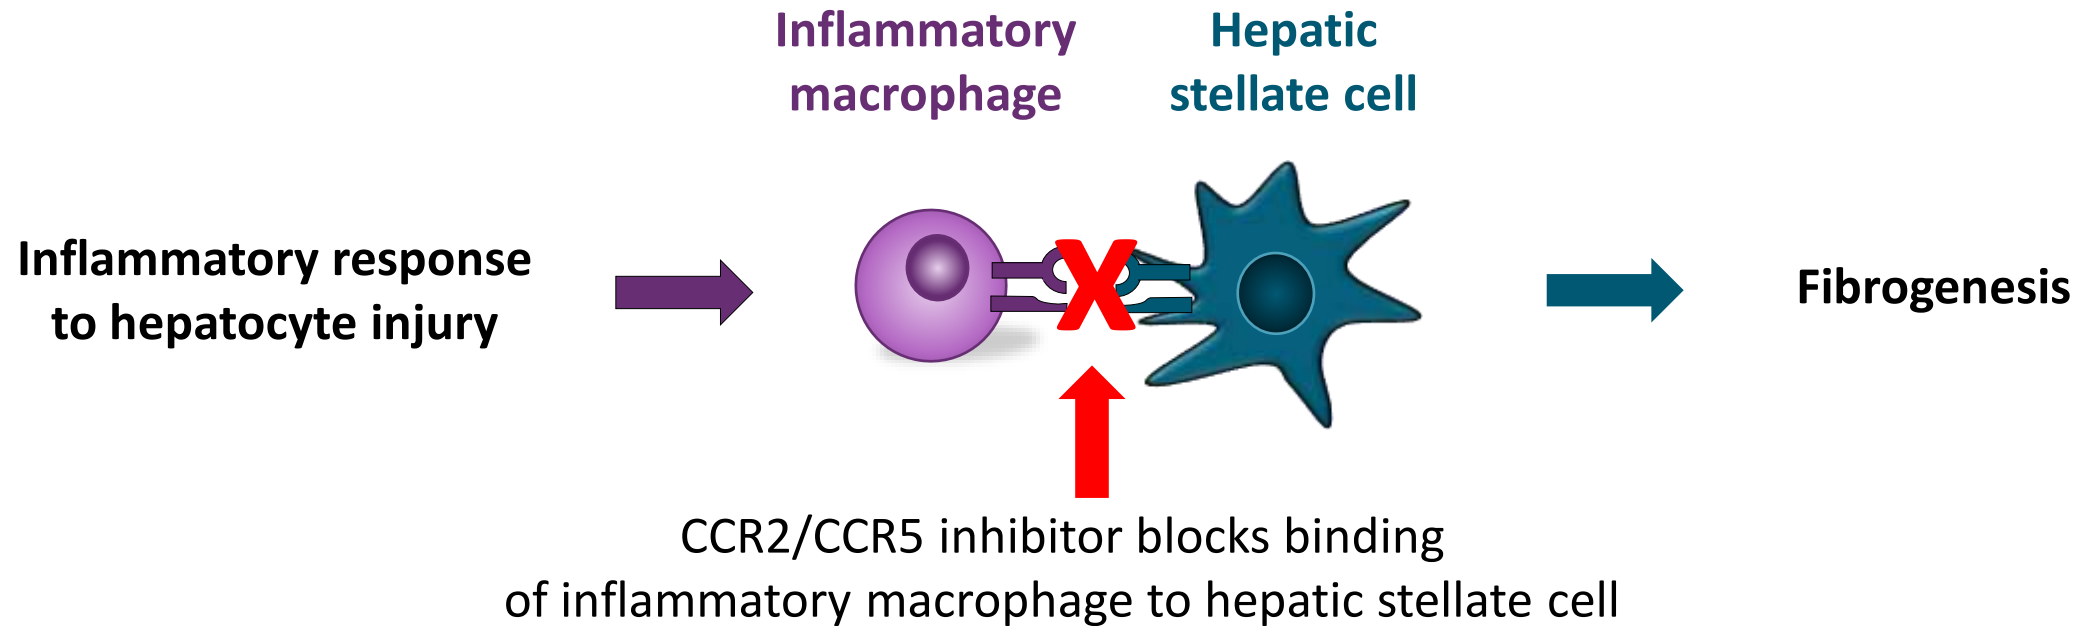 Inflammatory
macrophage
Hepatic
stellate cell
Inflammatory response
to hepatocyte injury
Fibrogenesis
CCR2/CCR5 inhibitor blocks binding
of inflammatory macrophage to hepatic stellate cell